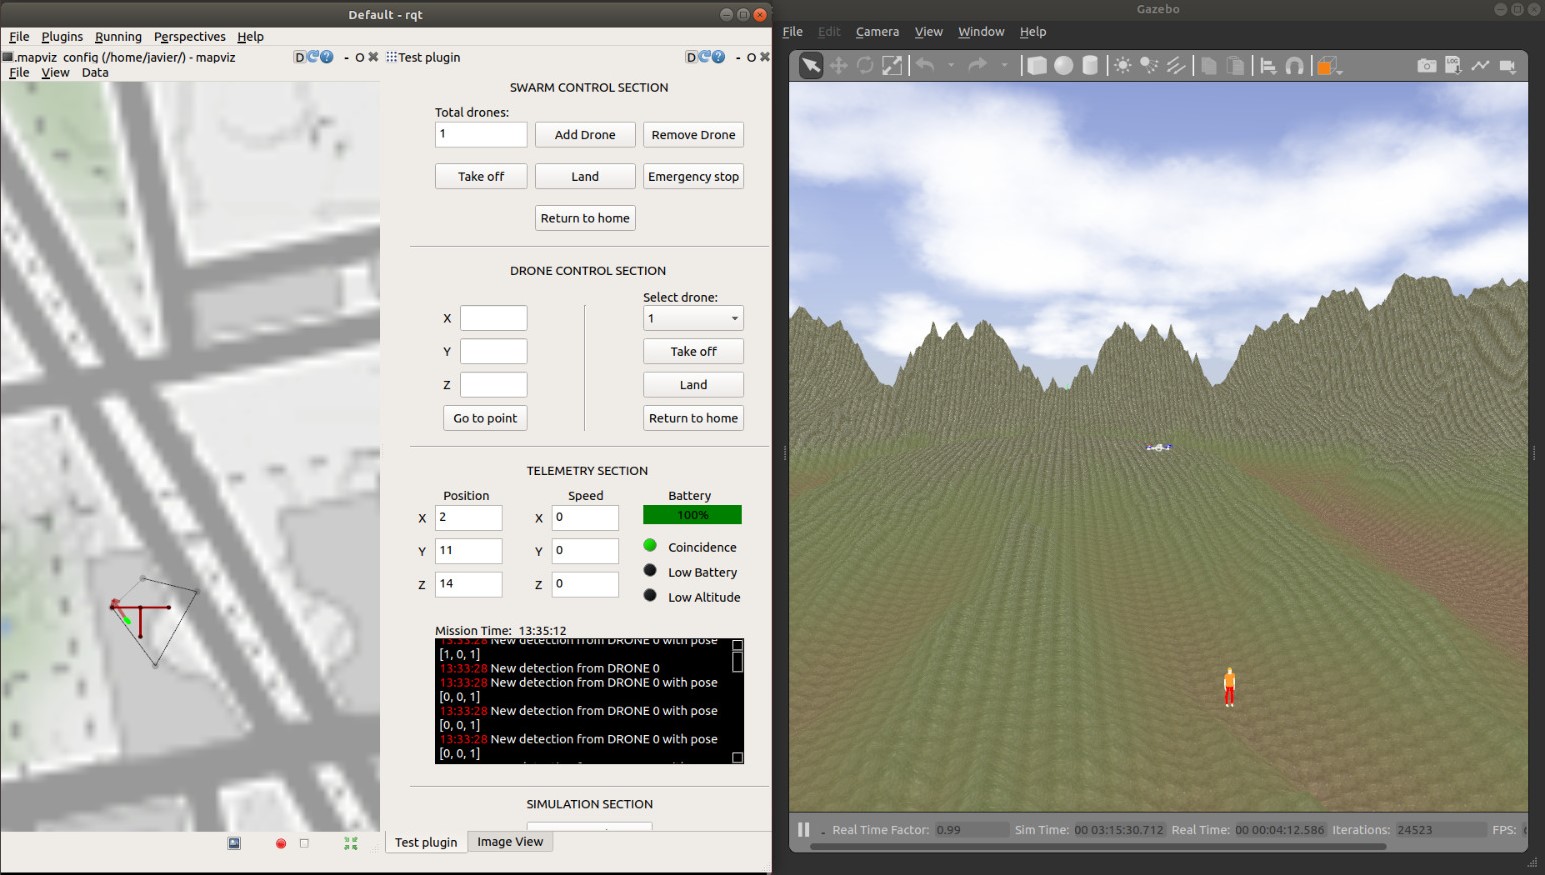 Default - rqt
File Plugins Running Perspectives Help
.mapviz_config (/home/javier/) - mapviz
D
- O
File View Data
Test plugin
D
- O
SWARM CONTROL SECTION
Total drones:
1
Add Drone
Remove Drone
Take off
Land
Emergency stop
Return to home
DRONE CONTROL SECTION
Select drone:
X
1
Y
Take off
Z
Land
Go to point
Return to home
TELEMETRY SECTION
Position
Speed
Battery
X 2
X 0
100%
Y 11
Y 0
Coincidence
Low Battery
Z 14
Z 0
Low Altitude
Mission Time: 13:35:12
13:33:28 New detection from DRONE 0 with pose
[1, 0, 1]
13:33:28 New detection from DRONE 0
13:33:28 New detection from DRONE 0 with pose
[0, 0, 1]
13:33:28 New detection from DRONE 0 with pose
[0, 0, 1]
13:33:28 New detection from DRONE 0 with pose
[0, 0, 1]
SIMULATION SECTION
Test plugin
Image View
Gazebo
File Edit Camera View Window Help
LOG
Real Time Factor: 0.99 Sim Time: 00 03:15:30.712 Real Time: 00 00:04:12.586 Iterations: 24523 FPS: